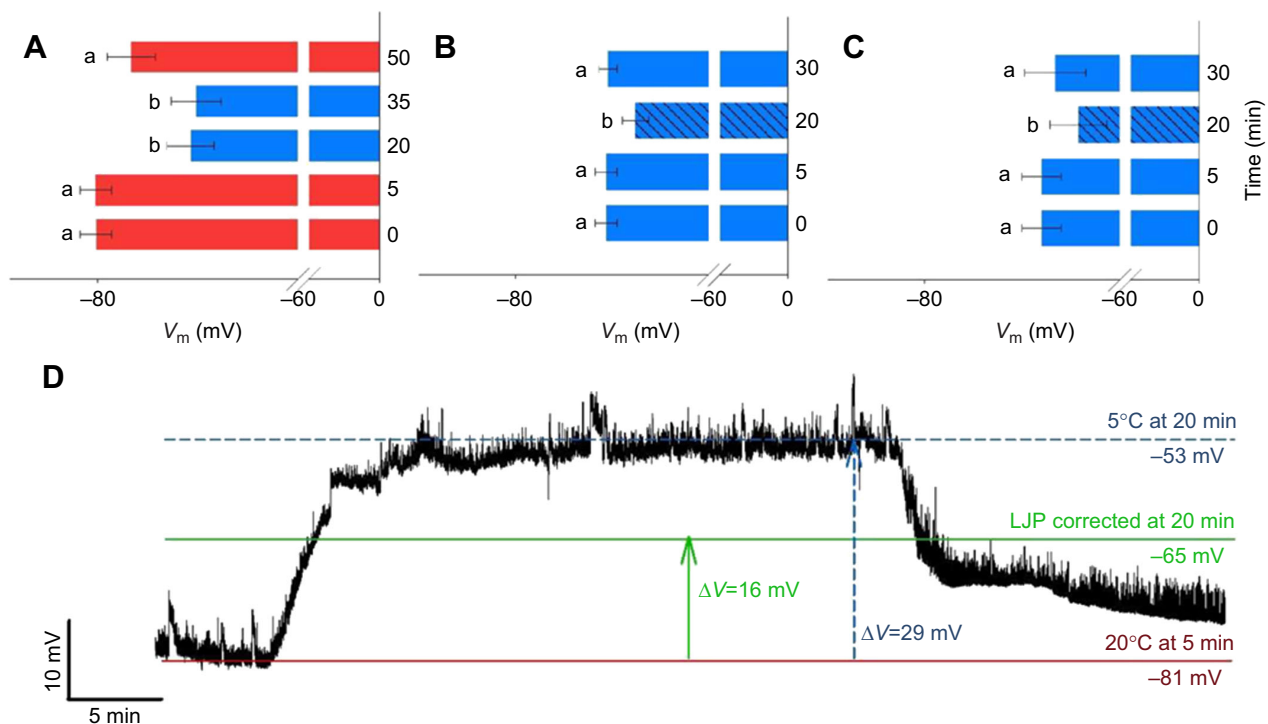 A
a
50
b
35
b
20
a
5
a
0
–80
–60
0
Vm (mV)
B
a
30
b
20
a
5
a
0
–80
–60
0
Vm (mV)
C
a
30
b
20
a
5
a
0
–80
–60
0
Vm (mV)
Time (min)
D
5°C at 20 min
–53 mV
LJP corrected at 20 min
–65 mV
ΔV=16 mV
ΔV=29 mV
20°C at 5 min
–81 mV
10 mV
5 min